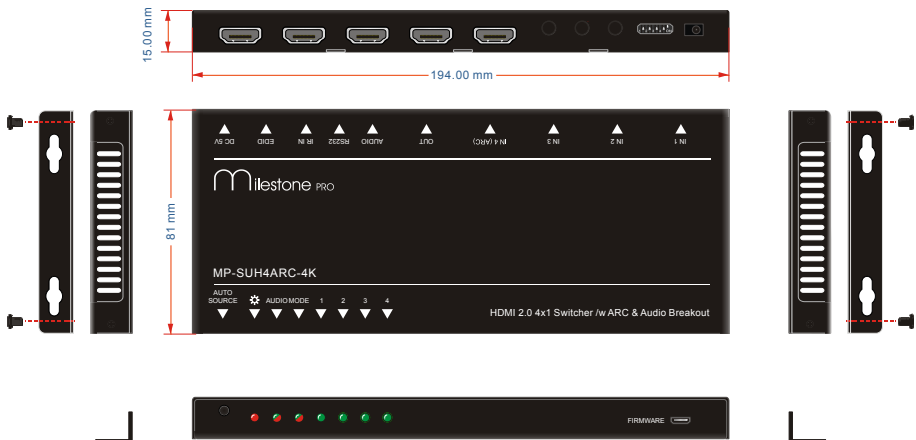 15.00 mm
194.00 mm
DC 5V EDID IR IN RS232 AUDIO OUT IN 4 (ARC) IN 3 IN 2 IN 1
Milestone PRO
81 mm
MP-SUH4ARC-4K
AUTO
SOURCE AUDIO MODE 1 2 3 4
HDMI 2.0 4x1 Switcher /w ARC & Audio Breakout
FIRMWARE